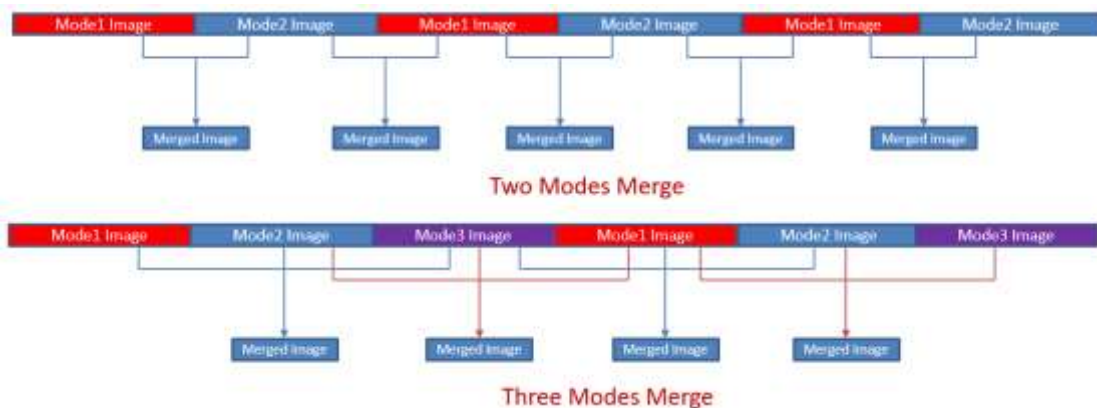 Mode1 Image Mode2 Image Mode1 Image Mode2 Image Mode1 Image Mode2 Image
Merged Image Merged Image Merged Image Merged Image Merged Image
Two Modes Merge
Mode1 Image Mode2 Image Mode3 Image Mode1 Image Mode2 Image Mode3 Image
Merged Image Merged Image Merged Image Merged Image
Three Modes Merge